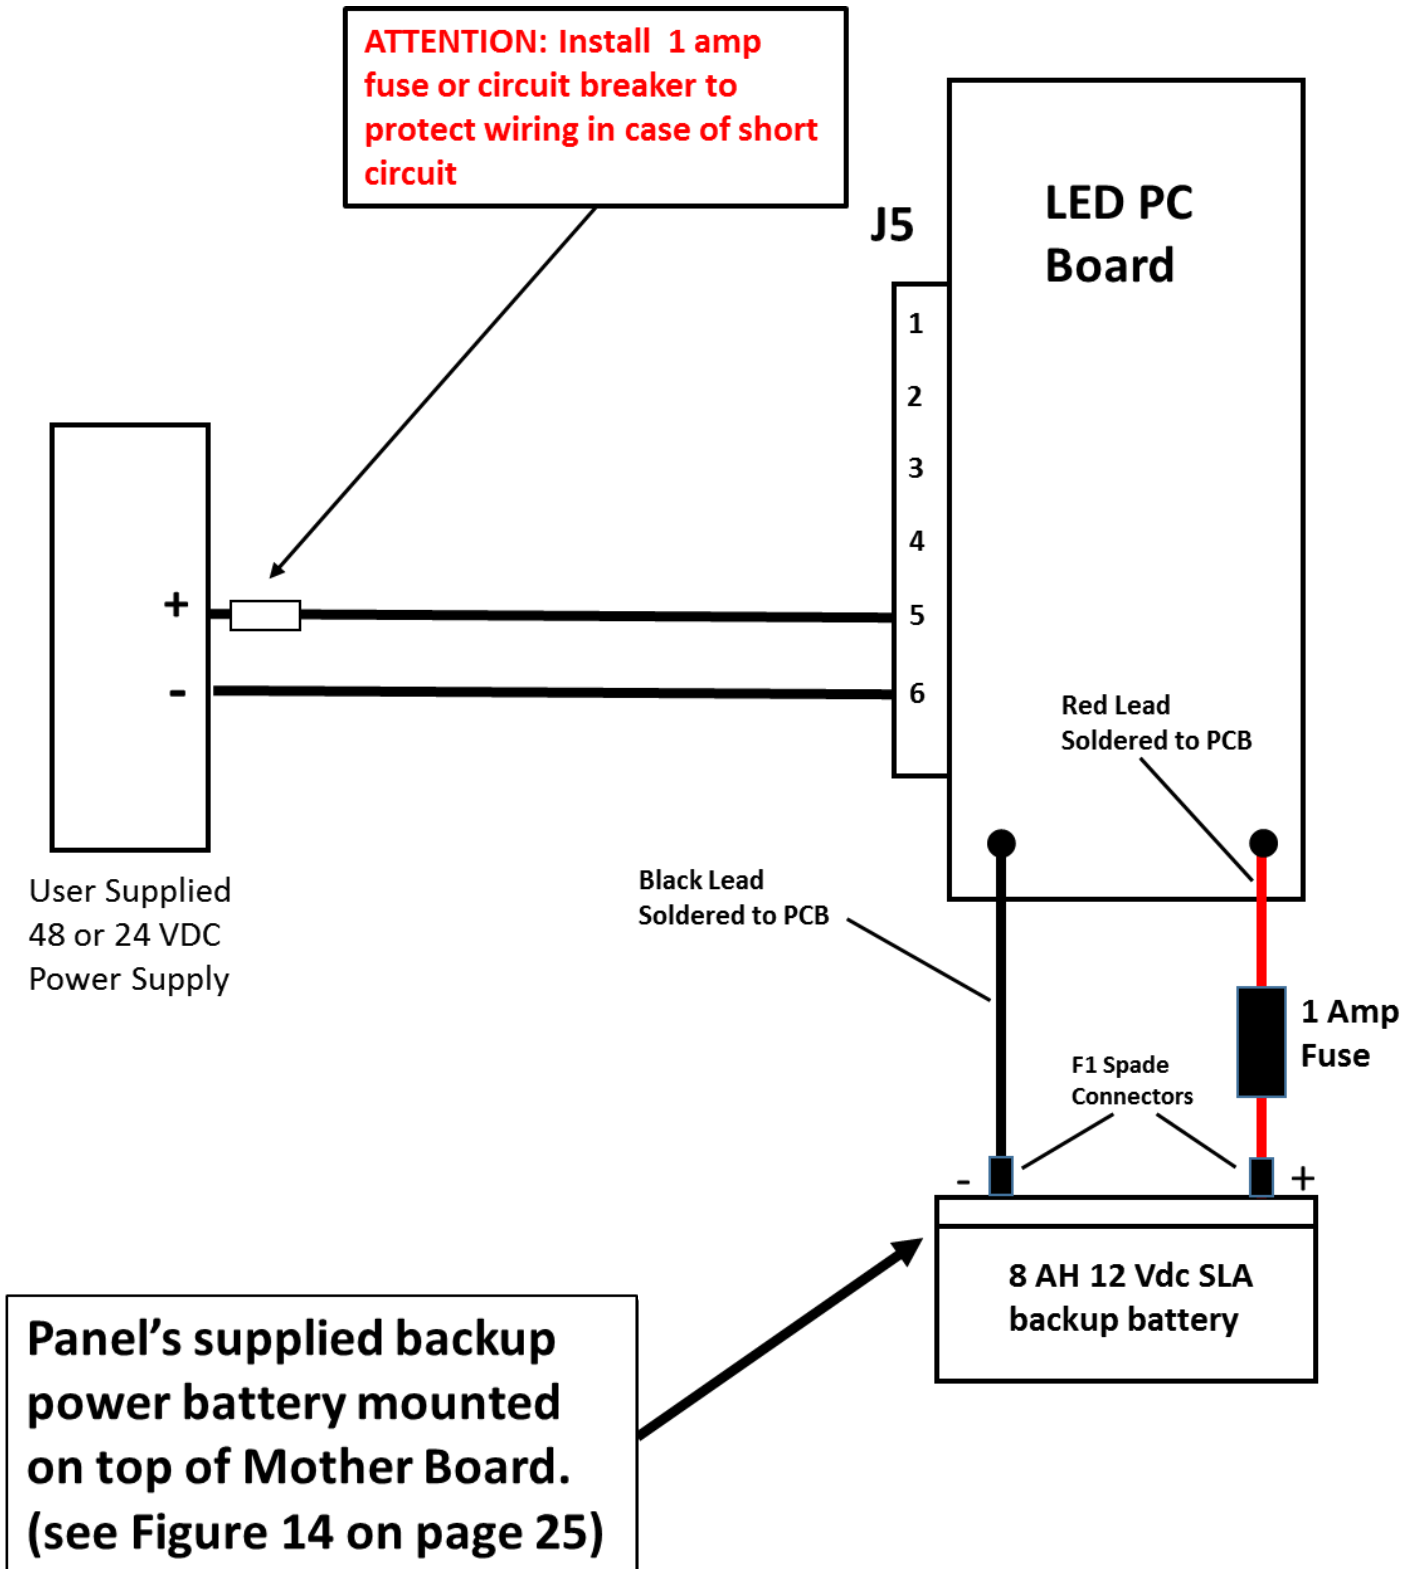 ATTENTION: Install 1 amp
fuse or circuit breaker to
protect wiring in case of short
circuit
LED PC
Board
J5
1
2
3
4
5
6
+
-
User Supplied
48 or 24 VDC
Power Supply
Red Lead
Soldered to PCB
Black Lead
Soldered to PCB
1 Amp
Fuse
F1 Spade
Connectors
-
+
8 AH 12 Vdc SLA
backup battery
Panel’s supplied backup
power battery mounted
on top of Mother Board.
(see Figure 14 on page 25)